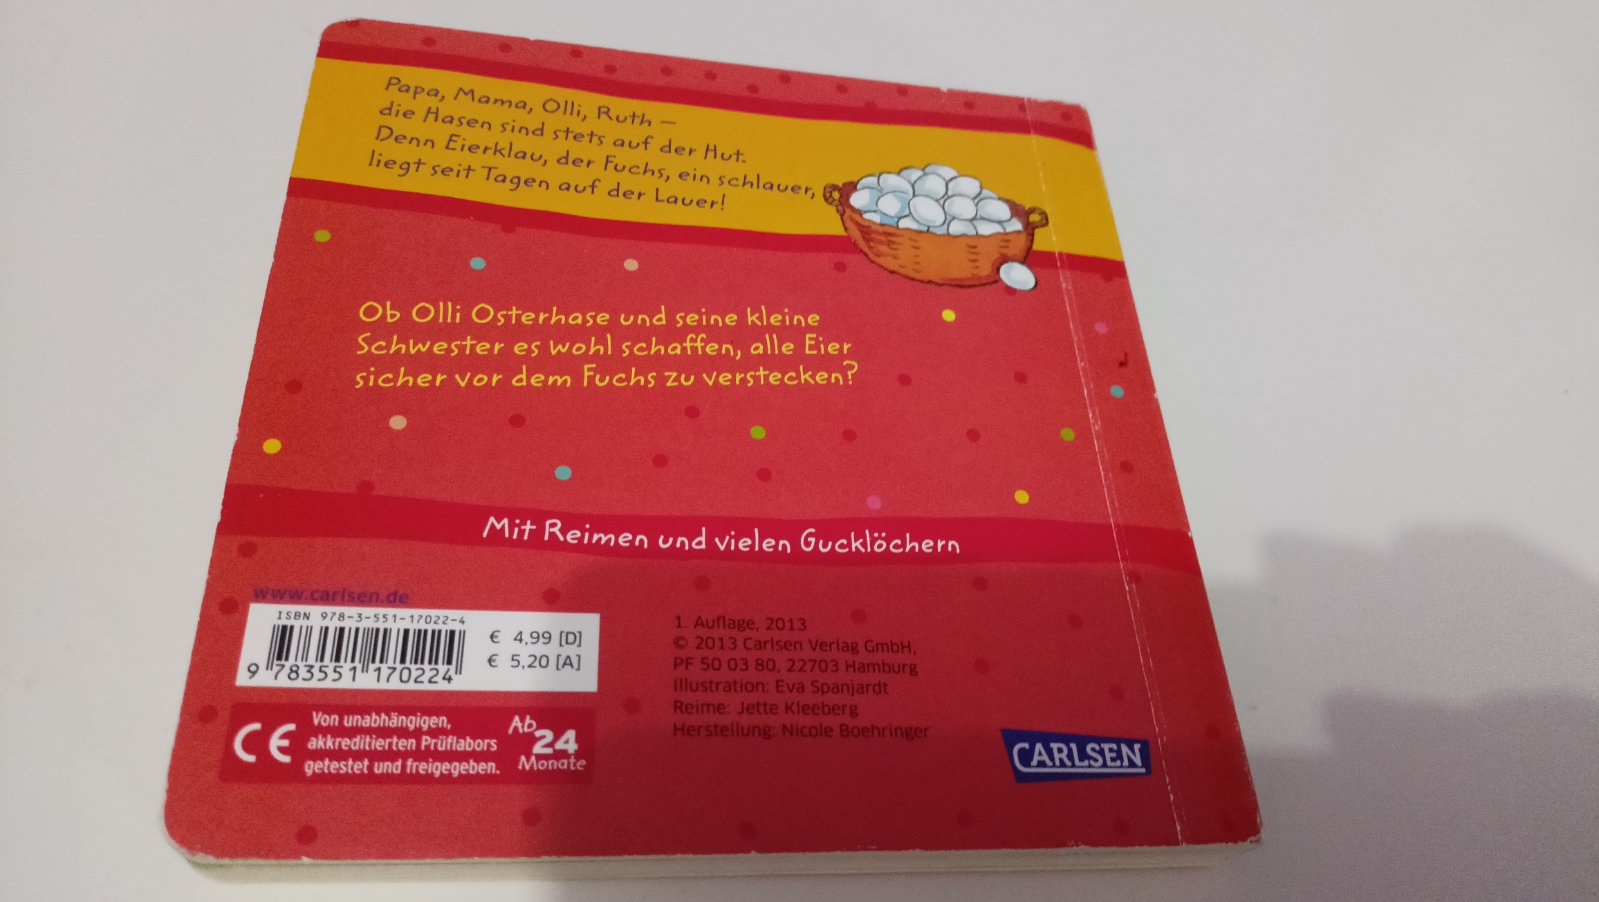 Papa, Mama, Olli, Ruth –
die Hasen sind stets auf der Hut.
Denn Eierklau, der Fuchs, ein schlauer,
liegt seit Tagen auf der Lauer!
Ob Olli Osterhase und seine kleine
Schwester es wohl schaffen, alle Eier
sicher vor dem Fuchs zu verstecken?
Mit Reimen und vielen Gucklöchern
www.carlsen.de
ISBN 978-3-551-17022-4
€ 4,99 [D]
€ 5,20 [A]
9 783551 170224
CE
Von unabhängigen,
akkreditierten Prüflabors
getestet und freigegeben.
Ab
24
Monate
1. Auflage, 2013
© 2013 Carlsen Verlag GmbH,
PF 50 03 80, 22703 Hamburg
Illustration: Eva Spanjardt
Reime: Jette Kleeberg
Herstellung: Nicole Boehringer
CARLSEN